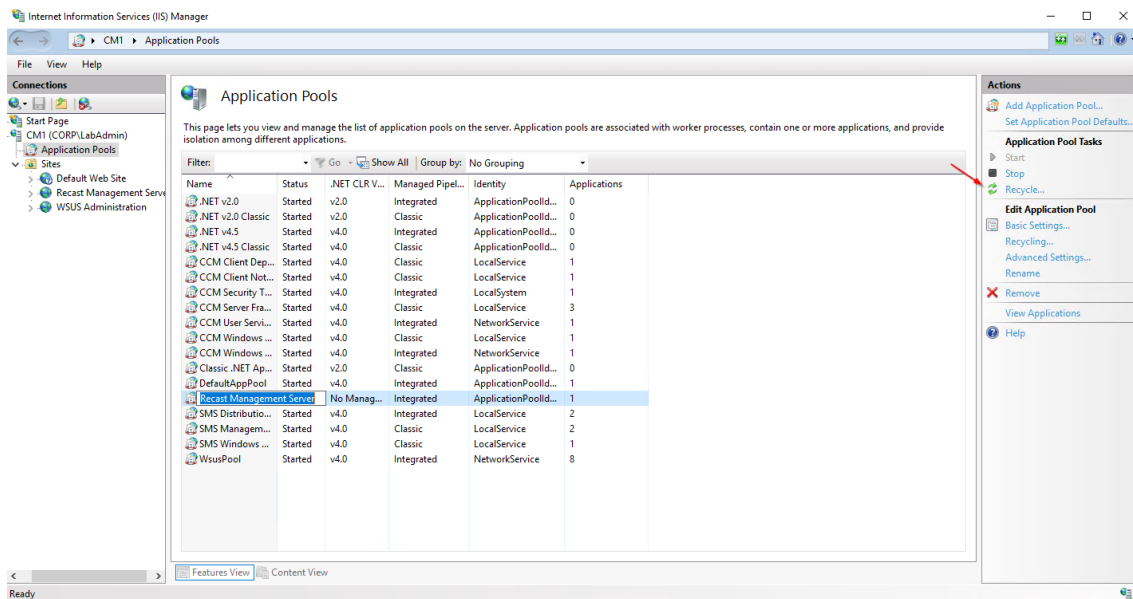 Internet Information Services (IIS) Manager
CM1 Application Pools
File View Help
Connections
Start Page
CM1 (CORP\LabAdmin)
Application Pools
Sites
Default Web Site
Recast Management Serve
WSUS Administration
Application Pools
This page lets you view and manage the list of application pools on the server. Application pools are associated with worker processes, contain one or more applications, and provide
isolation among different applications.
Filter: Go Show All Group by: No Grouping
Name Status .NET CLR V... Managed Pipel... Identity Applications
.NET v2.0 Started v2.0 Integrated ApplicationPoolId... 0
.NET v2.0 Classic Started v2.0 Classic ApplicationPoolId... 0
.NET v4.5 Started v4.0 Integrated ApplicationPoolId... 0
.NET v4.5 Classic Started v4.0 Classic ApplicationPoolId... 0
CCM Client Dep... Started v4.0 Classic LocalService 1
CCM Client Not... Started v4.0 Classic LocalService 1
CCM Security T... Started v4.0 Integrated LocalSystem 1
CCM Server Fra... Started v4.0 Classic LocalService 3
CCM User Servi... Started v4.0 Integrated NetworkService 1
CCM Windows ... Started v4.0 Classic LocalService 1
CCM Windows ... Started v4.0 Integrated NetworkService 1
Classic .NET Ap... Started v2.0 Classic ApplicationPoolId... 0
DefaultAppPool Started v4.0 Integrated ApplicationPoolId... 1
Recast Management Server No Manag... Integrated ApplicationPoolId... 1
SMS Distributio... Started v4.0 Integrated LocalService 2
SMS Managem... Started v4.0 Classic LocalService 2
SMS Windows ... Started v4.0 Classic LocalService 1
WsusPool Started v4.0 Integrated NetworkService 8
Features View Content View
Ready
Actions
Add Application Pool...
Set Application Pool Defaults...
Application Pool Tasks
Start
Stop
Recycle...
Edit Application Pool
Basic Settings...
Recycling...
Advanced Settings...
Rename
Remove
View Applications
Help